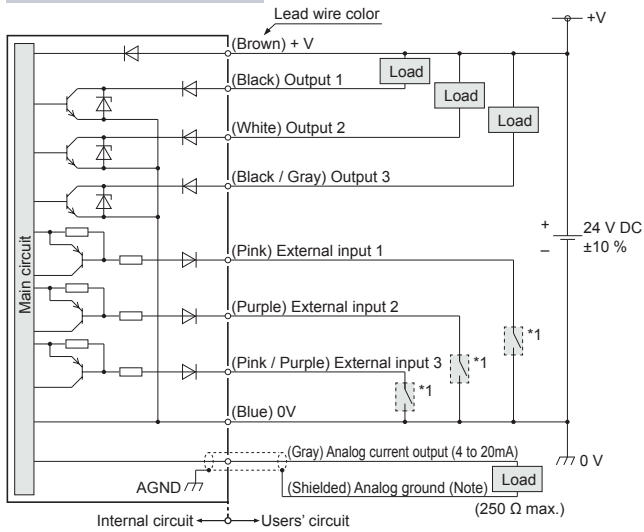 Lead wire color
+V
(Brown) + V
Load
(Black) Output 1
Load
(White) Output 2
Load
(Black / Gray) Output 3
+
24 V DC
–
±10 %
Main circuit
(Pink) External input 1
(Purple) External input 2
*1
(Pink / Purple) External input 3
*1
*1
(Blue) 0V
(Gray) Analog current output (4 to 20mA)
0 V
AGND
(Shielded) Analog ground (Note)
Load
(250 Ω max.)
Internal circuit
Users' circuit